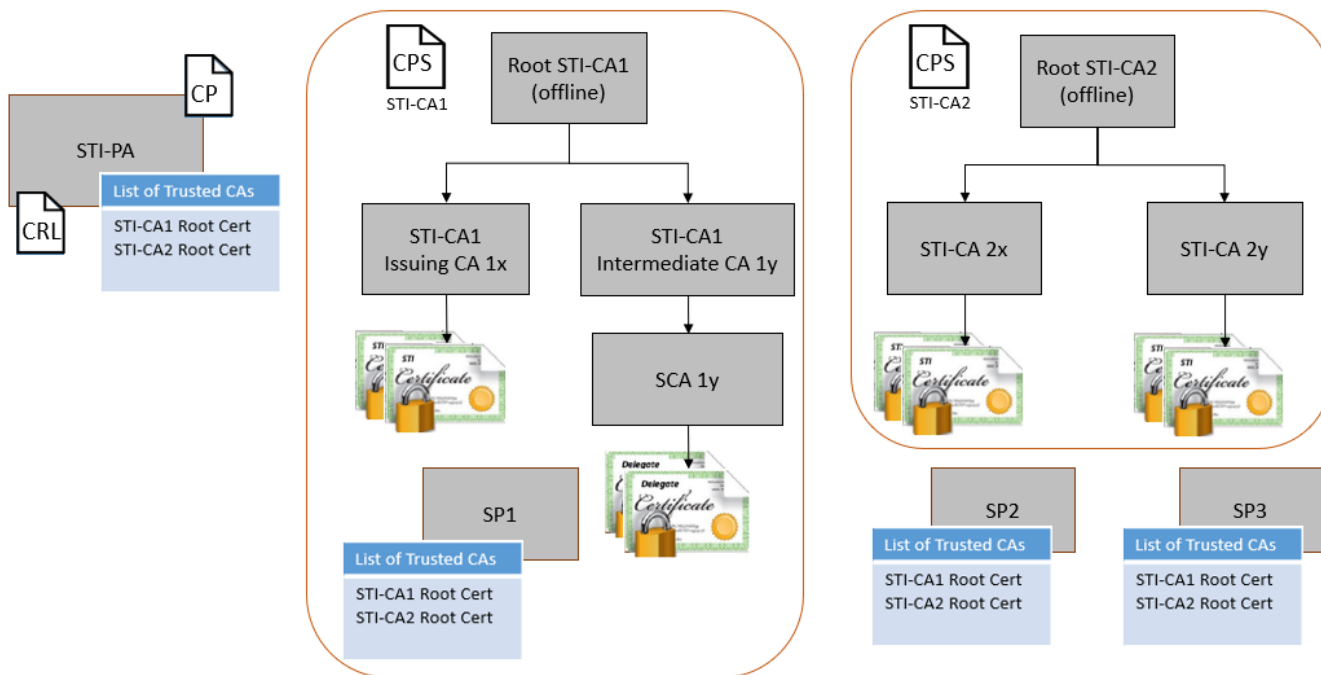 CP
STI-PA
List of Trusted CAs
STI-CA1 Root Cert
STI-CA2 Root Cert
CRL
CPS
STI-CA1
Root STI-CA1
(offline)
STI-CA1
Issuing CA 1x
STI-CA1
Intermediate CA 1y
STI
Certificate
SCA 1y
Delegate
Delegate
Certificate
SP1
List of Trusted CAs
STI-CA1 Root Cert
STI-CA2 Root Cert
CPS
STI-CA2
Root STI-CA2
(offline)
STI-CA 2x
STI-CA 2y
STI
Certificate
STI
Certificate
SP2
List of Trusted CAs
STI-CA1 Root Cert
STI-CA2 Root Cert
SP3
List of Trusted CAs
STI-CA1 Root Cert
STI-CA2 Root Cert